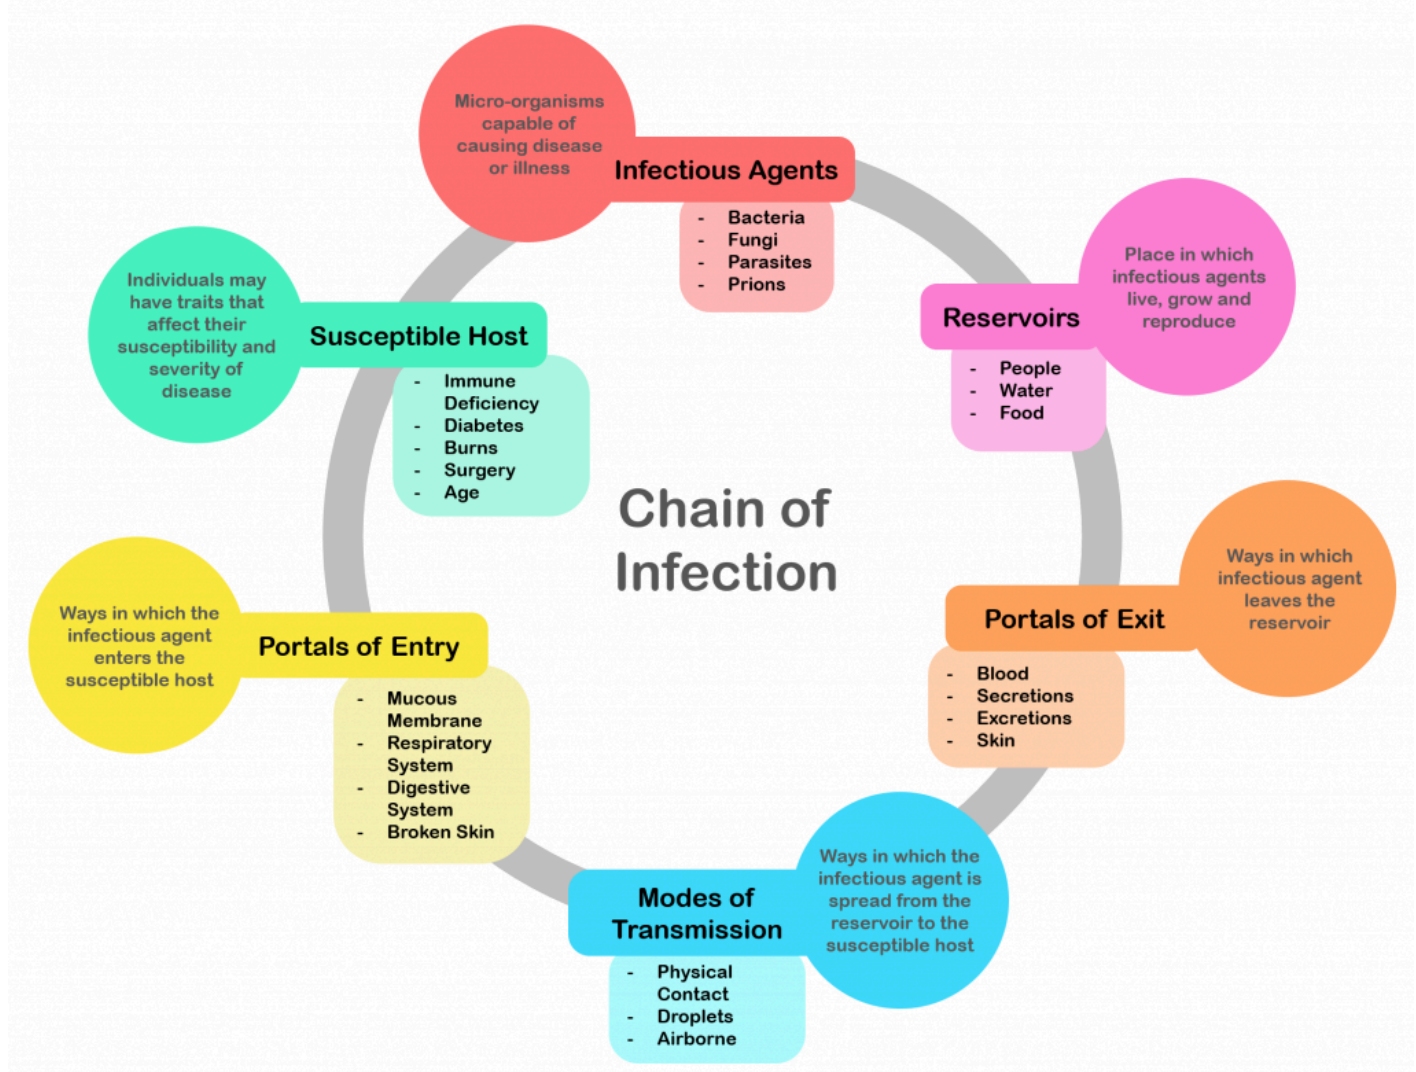 Micro-organisms
capable of
causing disease
or illness
Infectious Agents
- Bacteria
- Fungi
- Parasites
- Prions
Place in which
infectious agents
live, grow and
reproduce
Reservoirs
- People
- Water
- Food
Ways in which
infectious agent
leaves the
reservoir
Portals of Exit
- Blood
- Secretions
- Excretions
- Skin
Ways in which the
infectious agent is
spread from the
reservoir to the
susceptible host
Modes of
Transmission
- Physical
Contact
- Droplets
- Airborne
Ways in which the
infectious agent
enters the
susceptible host
Portals of Entry
- Mucous
Membrane
- Respiratory
System
- Digestive
System
- Broken Skin
Individuals may
have traits that
affect their
susceptibility and
severity of
disease
Susceptible Host
- Immune
Deficiency
- Diabetes
- Burns
- Surgery
- Age
Chain of
Infection